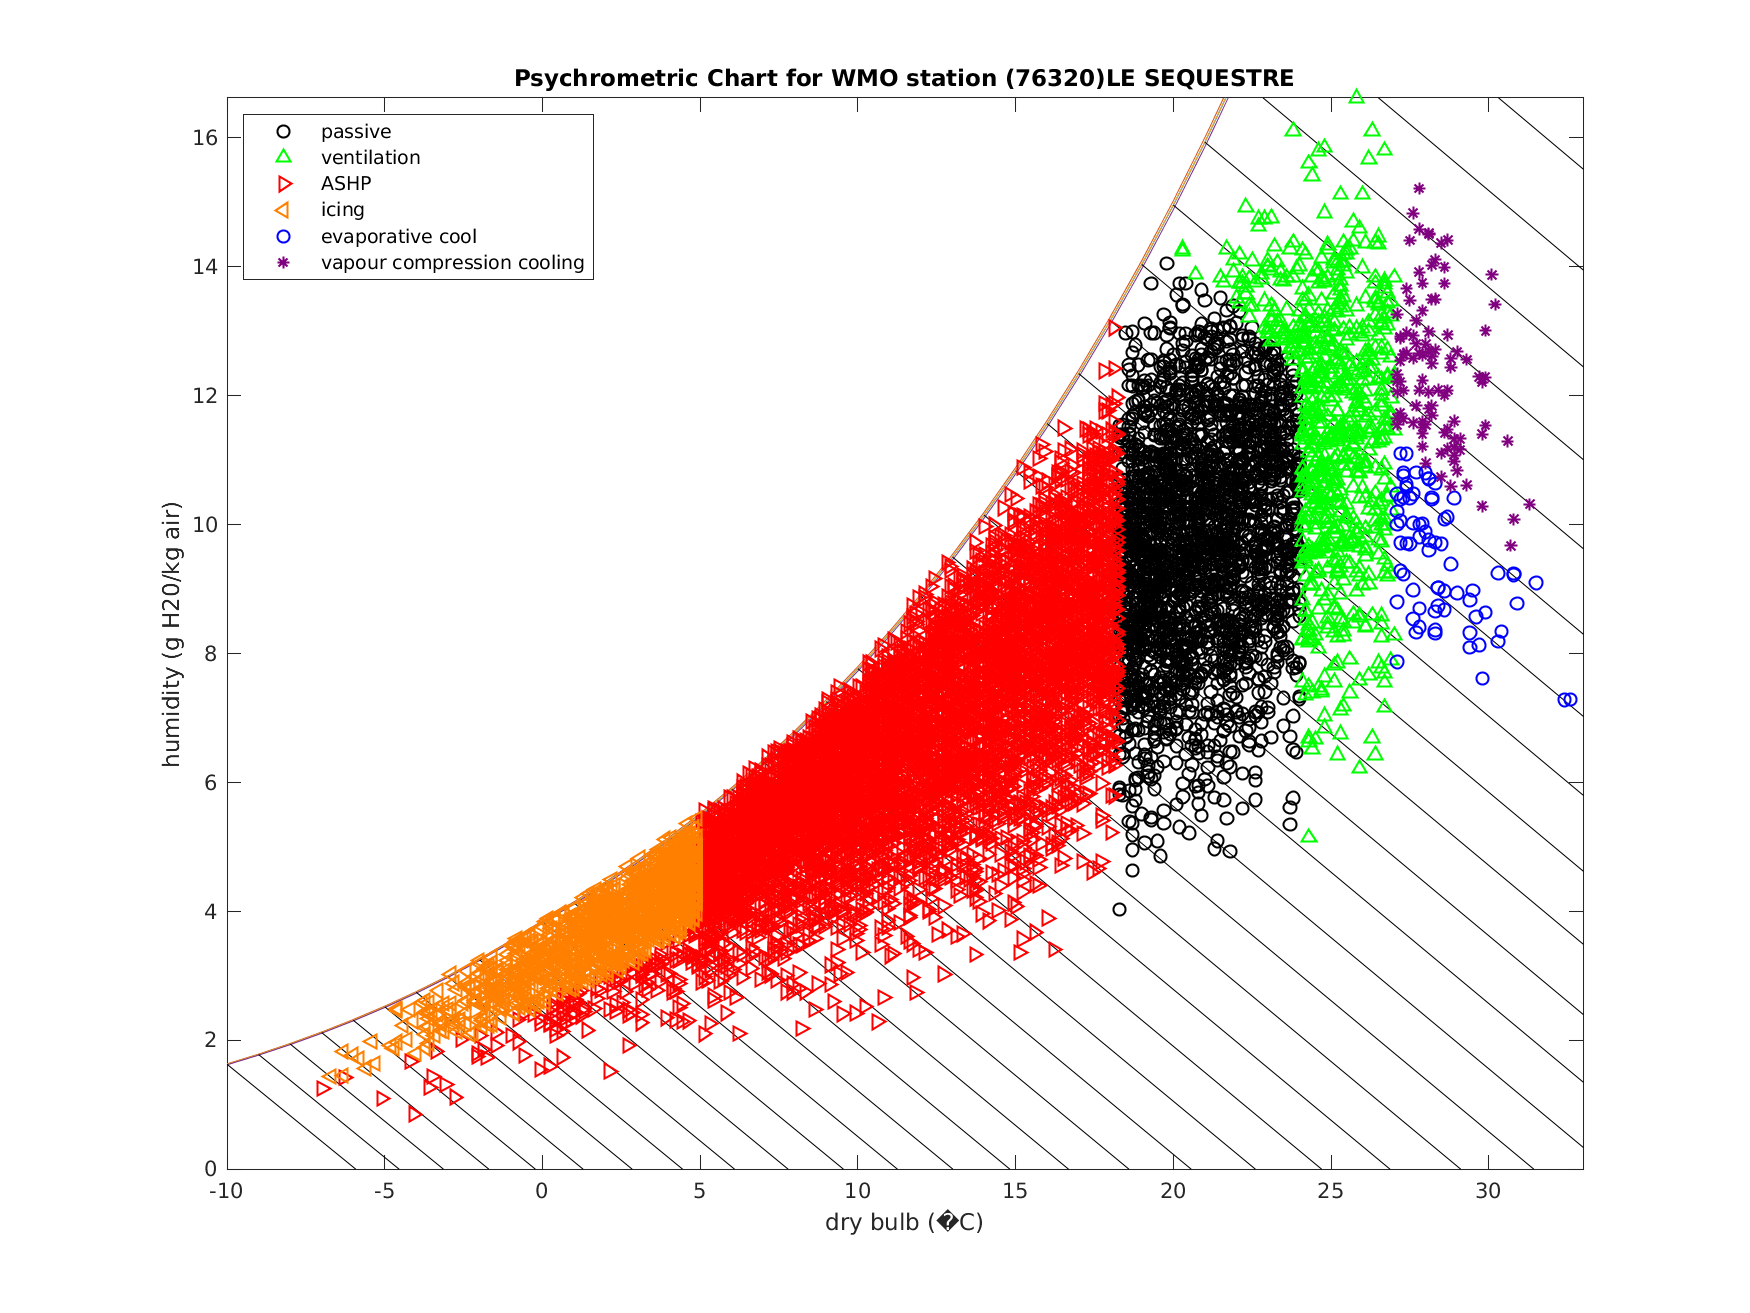 Psychrometric Chart for WMO station (76320)LE SEQUESTRE
passive
ventilation
ASHP
icing
evaporative cool
vapour compression cooling
humidity (g H20/kg air)
16
14
12
10
8
6
4
2
0
-10 -5 0 5 10 15 20 25 30
dry bulb (�C)